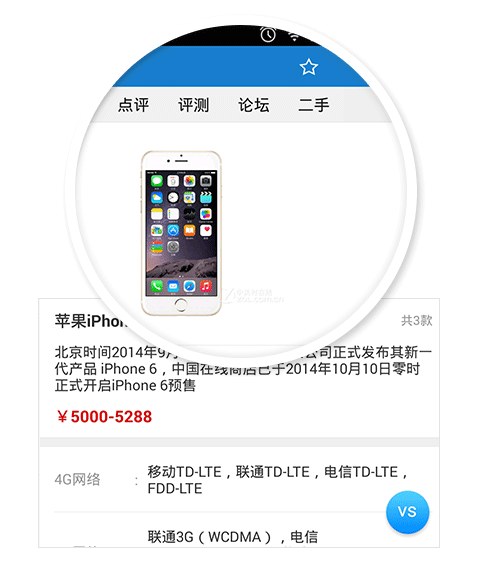 点评 评测 论坛 二手
苹果iPhon
共3款
北京时间2014年9月
公司正式发布其新一
代产品 iPhone 6，中国在线商店已于2014年10月10日零时
正式开启iPhone 6预售
￥5000-5288
4G网络 : 移动TD-LTE，联通TD-LTE，电信TD-LTE，
FDD-LTE
VS
联通3G（WCDMA），电信